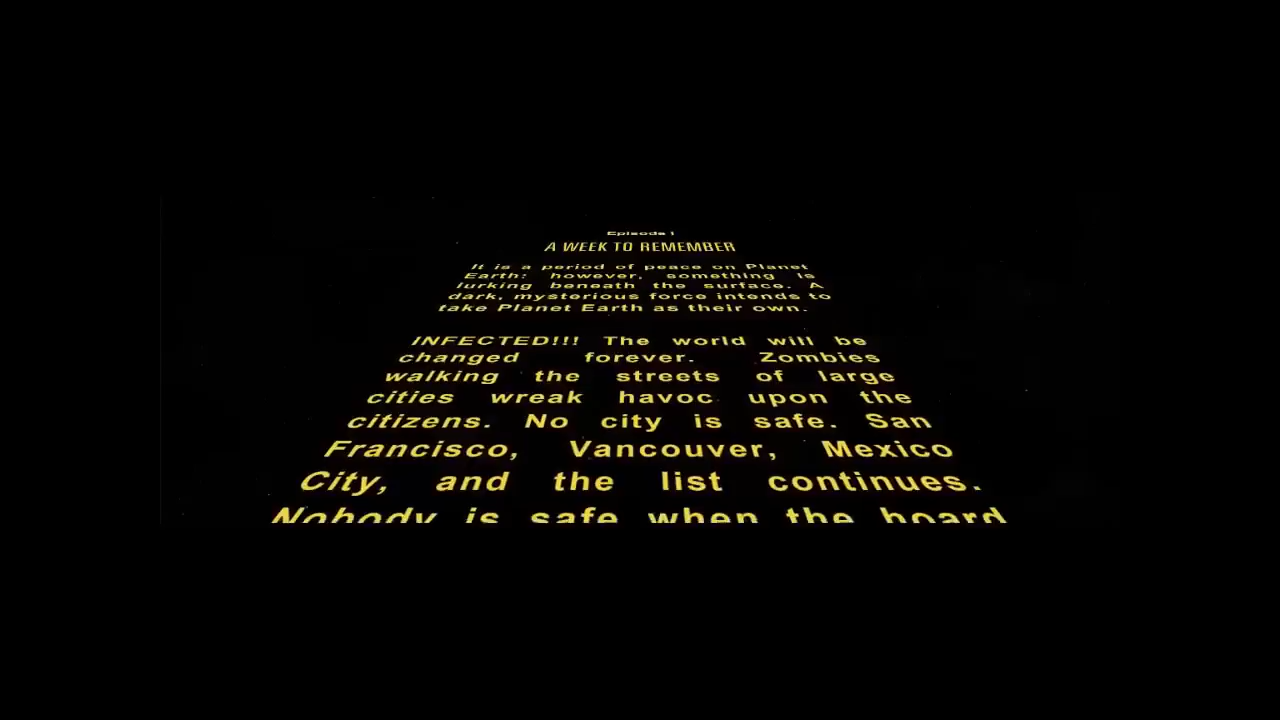 Episode I
A WEEK TO REMEMBER
It is a period of peace on Planet
Earth; however, something is
lurking beneath the surface. A
dark, mysterious force intends to
take Planet Earth as their own.
INFECTED!!! The world will be
changed forever. Zombies
walking the streets of large
cities wreak havoc upon the
citizens. No city is safe. San
Francisco, Vancouver, Mexico
City, and the list continues.
Nobody is safe when the hoard